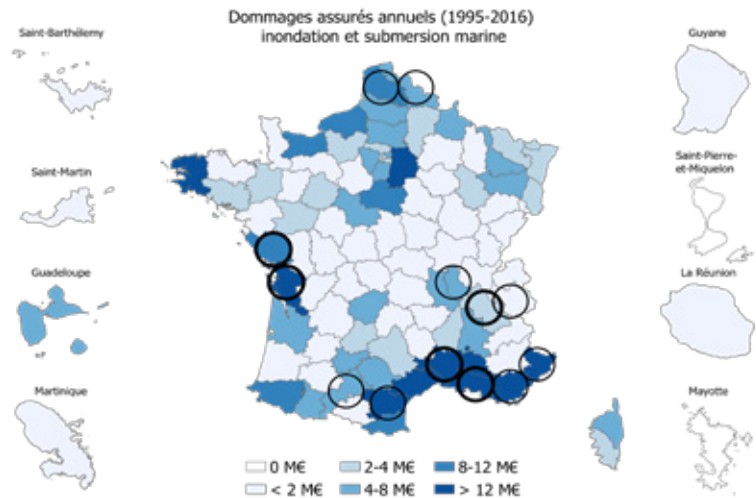 Dommages assurés annuels (1995-2016)
inondation et submersion marine
Saint-Barthélemy
Guyane
Saint-Martin
Saint-Pierre-
et-Miquelon
Guadeloupe
La Réunion
Martinique
Mayotte
0 M€
2-4 M€
8-12 M€
< 2 M€
4-8 M€
> 12 M€